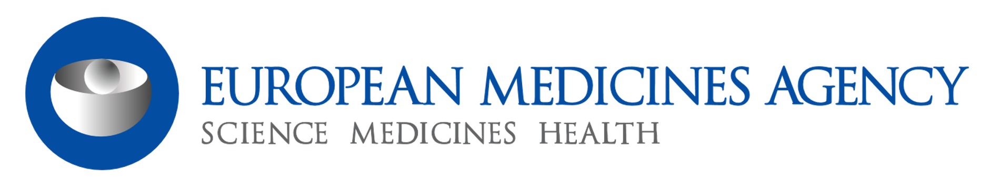 EUROPEAN MEDICINES AGENCY
SCIENCE MEDICINES HEALTH